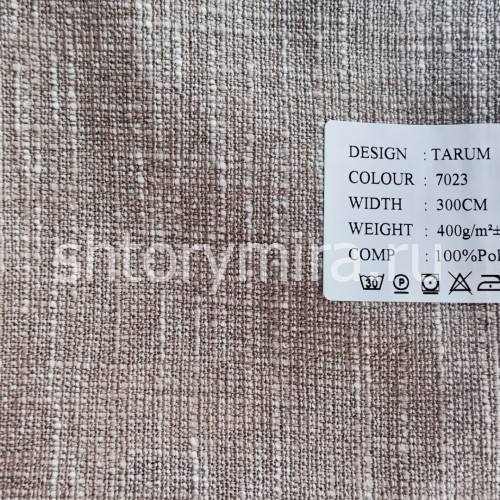 DESIGN : TARUM
COLOUR : 7023
WIDTH : 300CM
WEIGHT : 400g/m²±
COMP : 100%Pol
30 P
shtorymira.ru